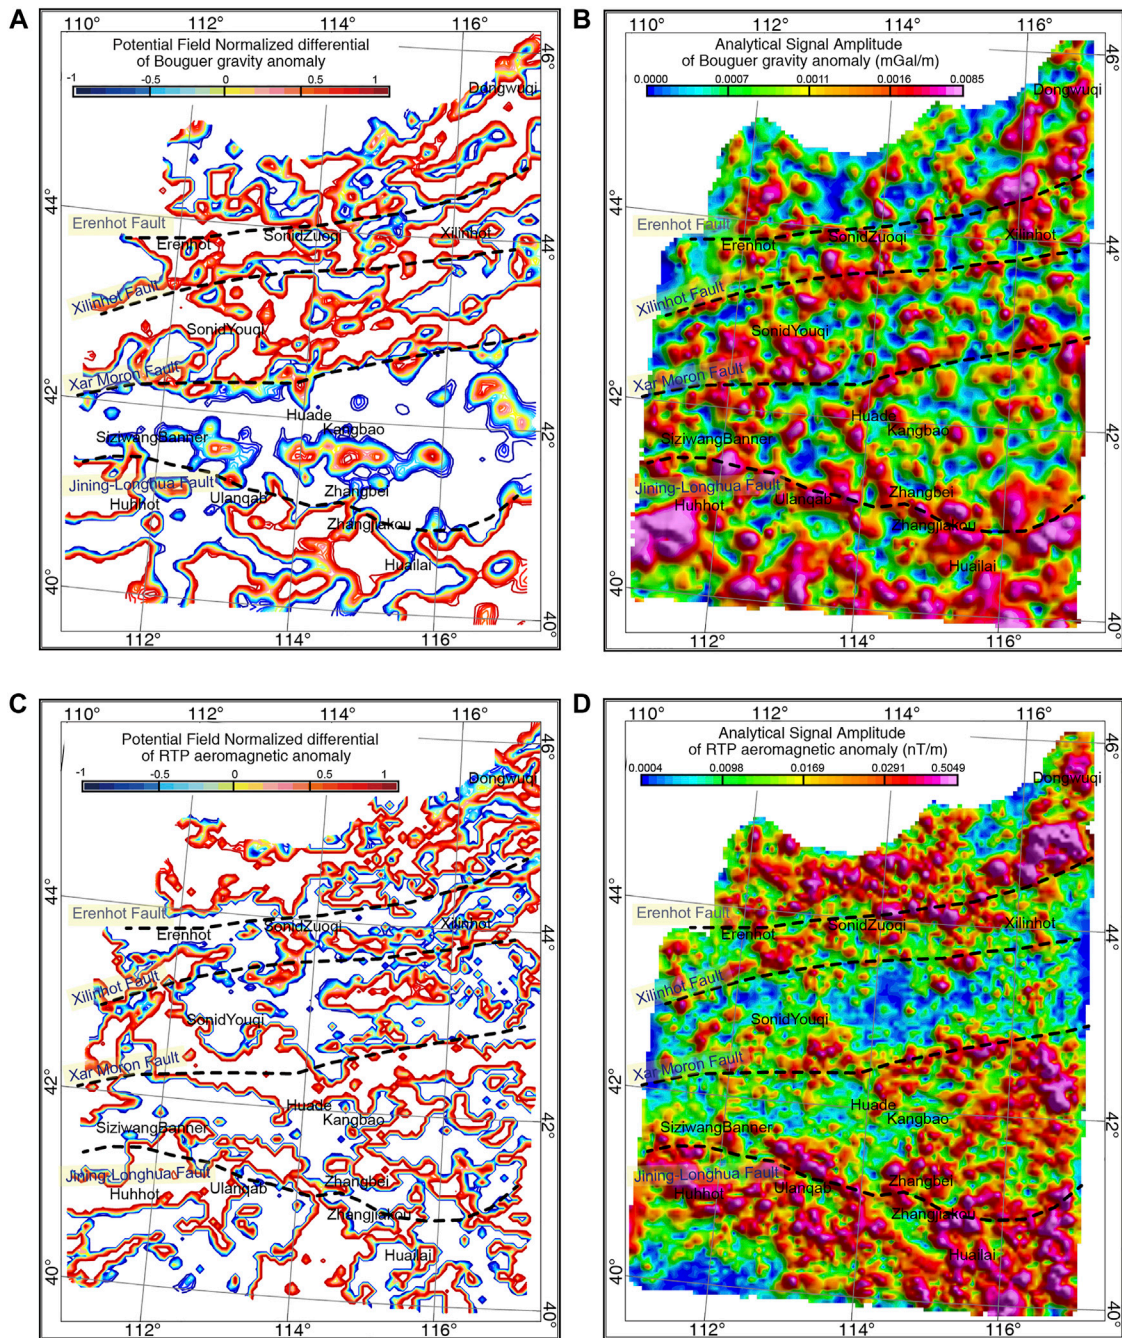 A
110° 112° 114° 116°
Potential Field Normalized differential
of Bouguer gravity anomaly
-1 -0.5 0 0.5 1
46°
Dongwuqi
44°
Erenhot Fault
Erenhot
SonidZuoqi
Xilinhot
44°
Xilinhot Fault
SonidYouqi
Xar Moron Fault
42°
Huade
Kangbao
42°
SiziwangBanner
Jining-Longhua Fault
Huhhot
Ulanqab
Zhangbei
Zhangjiakou
Huailai
40°
40°
112° 114° 116°
B
110° 112° 114° 116°
Analytical Signal Amplitude
of Bouguer gravity anomaly (mGal/m)
0.0000 0.0007 0.0011 0.0016 0.0085
46°
Dongwuqi
44°
Erenhot Fault
Erenhot
SonidZuoqi
Xilinhot
44°
Xilinhot Fault
SonidYouqi
Xar Moron Fault
42°
Huade
Kangbao
42°
SiziwangBanner
Jining-Longhua Fault
Huhhot
Ulanqab
Zhangbei
Zhangjiakou
Huailai
40°
40°
112° 114° 116°
C
110° 112° 114° 116°
Potential Field Normalized differential
of RTP aeromagnetic anomaly
-1 -0.5 0 0.5 1
46°
Dongwuqi
44°
Erenhot Fault
Erenhot
SonidZuoqi
Xilinhot
44°
Xilinhot Fault
SonidYouqi
Xar Moron Fault
42°
Huade
Kangbao
42°
SiziwangBanner
Jining-Longhua Fault
Huhhot
Ulanqab
Zhangbei
Zhangjiakou
Huailai
40°
40°
112° 114° 116°
D
110° 112° 114° 116°
Analytical Signal Amplitude
of RTP aeromagnetic anomaly (nT/m)
0.0004 0.0098 0.0169 0.0291 0.5049
46°
Dongwuqi
44°
Erenhot Fault
Erenhot
SonidZuoqi
Xilinhot
44°
Xilinhot Fault
SonidYouqi
Xar Moron Fault
42°
Huade
Kangbao
42°
SiziwangBanner
Jining-Longhua Fault
Huhhot
Ulanqab
Zhangbei
Zhangjiakou
Huailai
40°
40°
112° 114° 116°